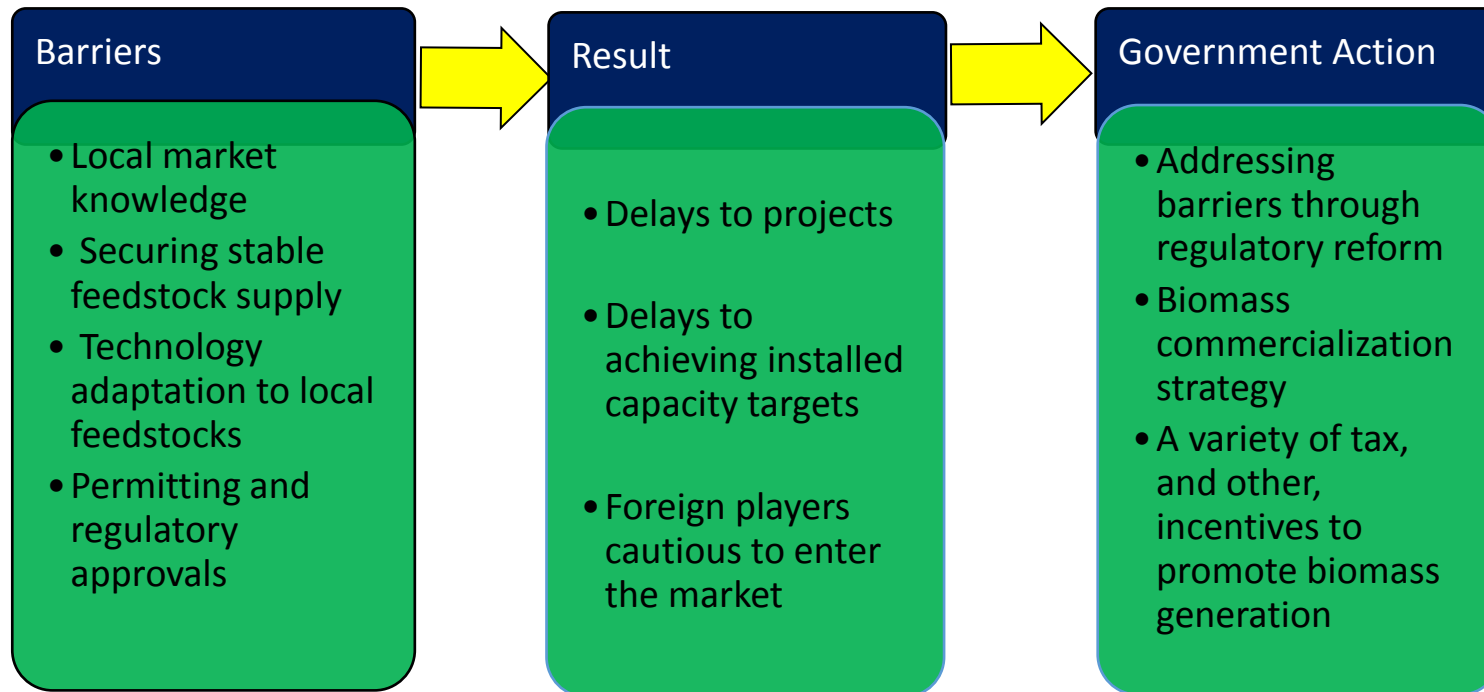 Barriers
• Local market
knowledge
• Securing stable
feedstock supply
• Technology
adaptation to local
feedstocks
• Permitting and
regulatory
approvals
Result
• Delays to projects
• Delays to
achieving installed
capacity targets
• Foreign players
cautious to enter
the market
Government Action
• Addressing
barriers through
regulatory reform
• Biomass
commercialization
strategy
• A variety of tax,
and other,
incentives to
promote biomass
generation